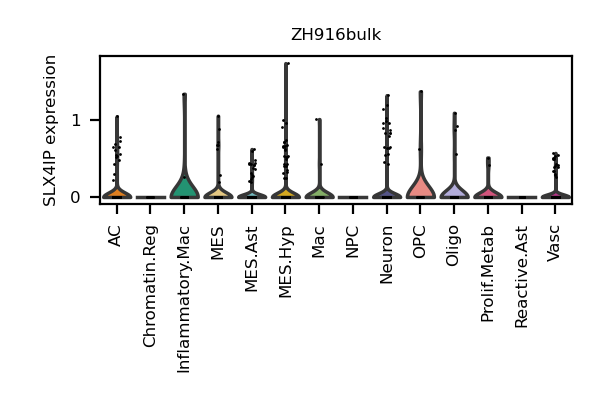 ZH916bulk
SLX4IP expression
1
0
AC
Chromatin.Reg
Inflammatory.Mac
MES
MES.Ast
MES.Hyp
Mac
NPC
Neuron
OPC
Oligo
Prolif.Metab
Reactive.Ast
Vasc